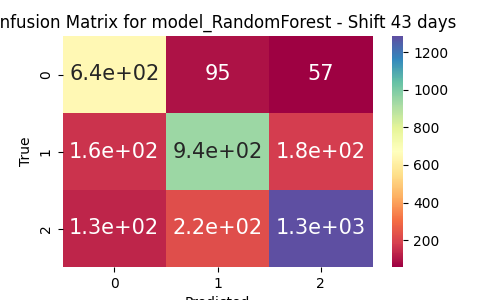 nfusion Matrix for model_RandomForest - Shift 43 days
0 6.4e+02 95 57
1 1.6e+02 9.4e+02 1.8e+02
2 1.3e+02 2.2e+02 1.3e+03
True
0 1 2
Predicted
1200
1000
800
600
400
200